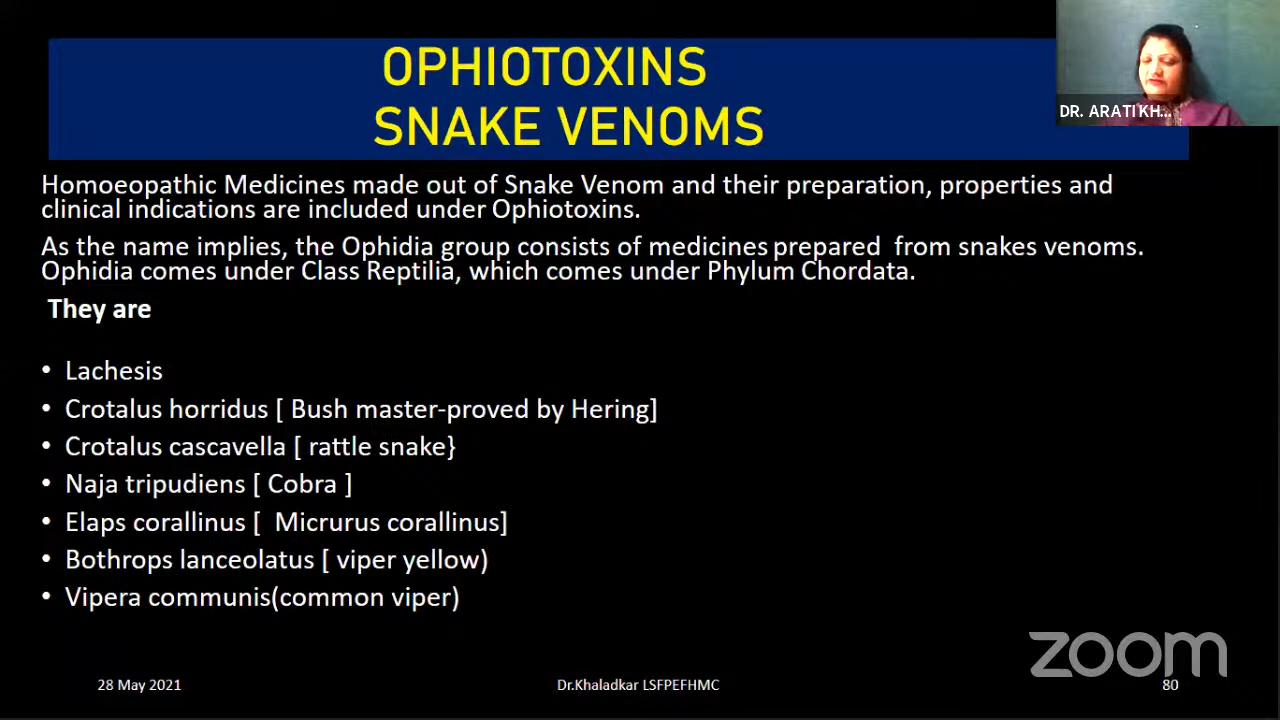 OPHIOTOXINS
SNAKE VENOMS
DR. ARATI KH...
Homoeopathic Medicines made out of Snake Venom and their preparation, properties and
clinical indications are included under Ophiotoxins.
As the name implies, the Ophidia group consists of medicines prepared from snakes venoms.
Ophidia comes under Class Reptilia, which comes under Phylum Chordata.
They are
• Lachesis
• Crotalus horridus [ Bush master-proved by Hering]
• Crotalus cascavella [ rattle snake}
• Naja tripudiens [ Cobra ]
• Elaps corallinus [ Micrurus corallinus]
• Bothrops lanceolatus [ viper yellow)
• Vipera communis(common viper)
zoom
28 May 2021
Dr.Khaladkar LSFPEFHMC
80